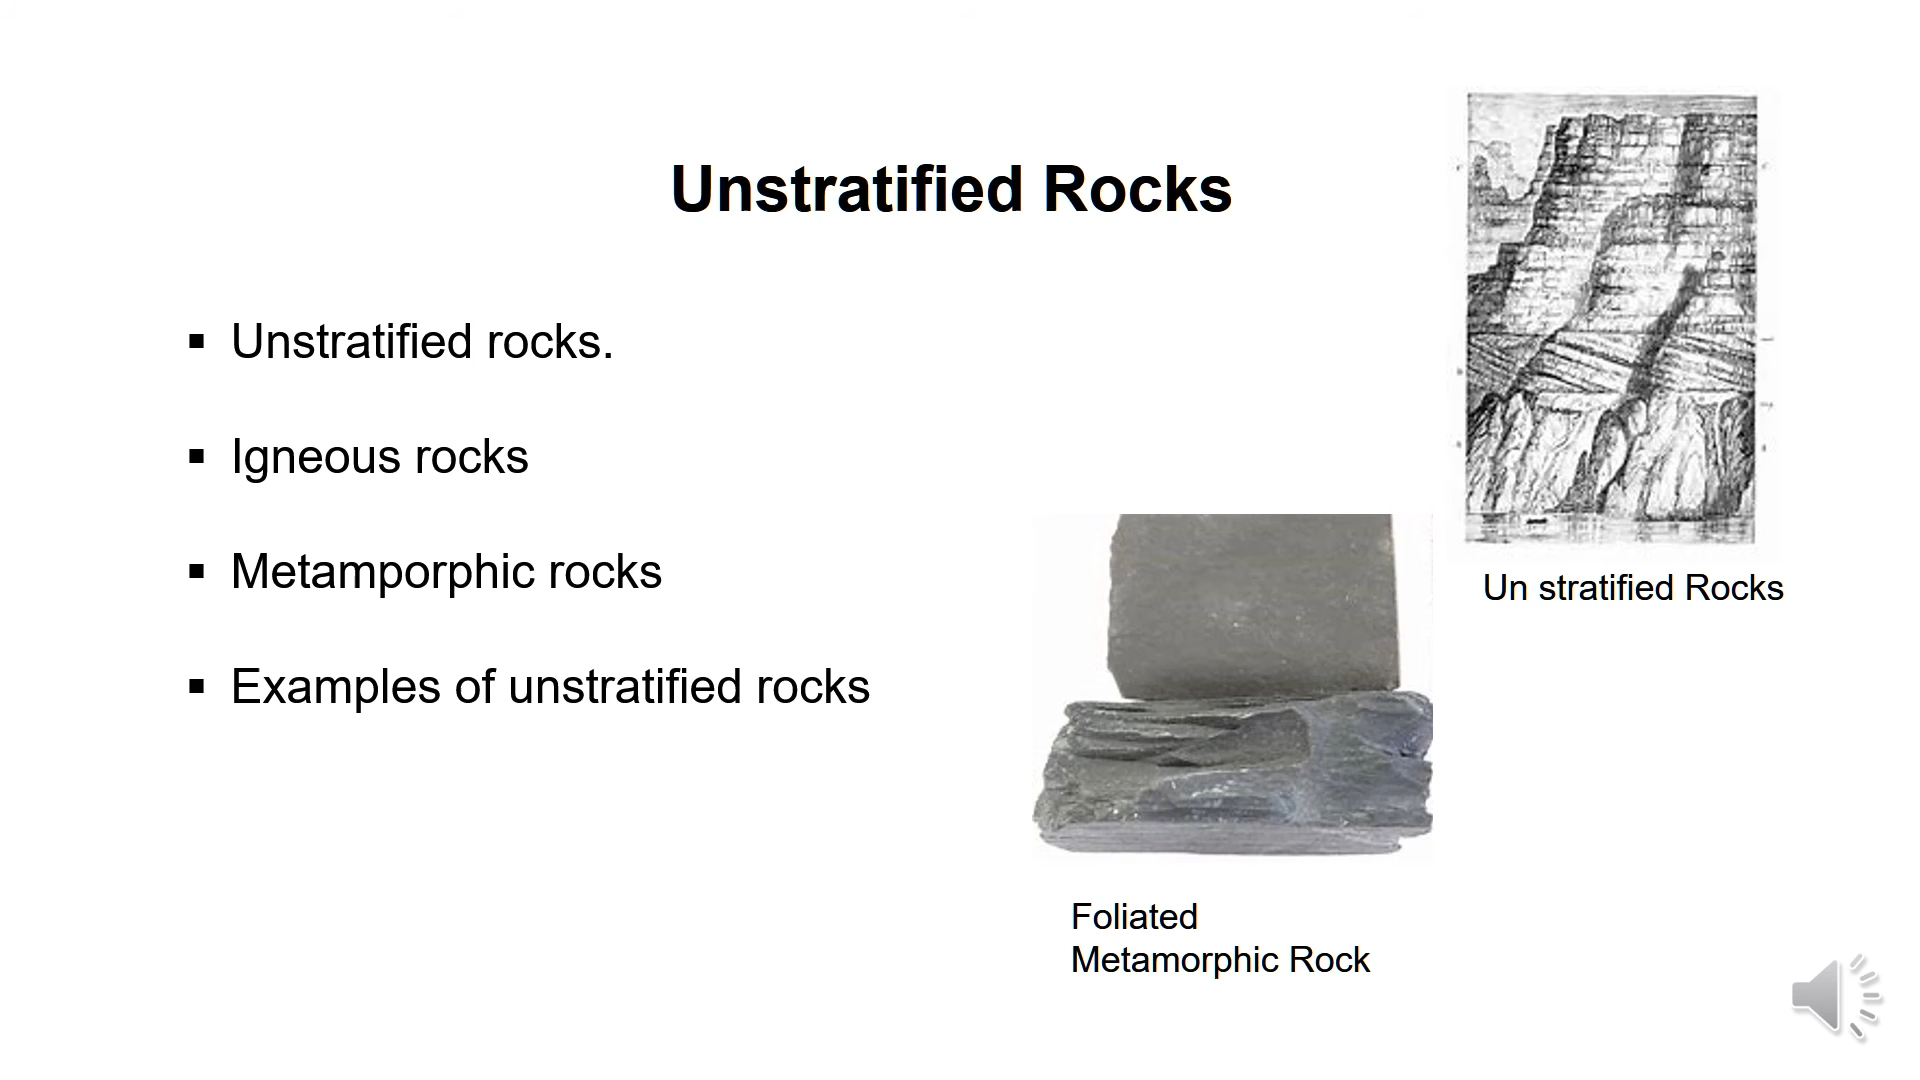 Unstratified Rocks
▪ Unstratified rocks.
▪ Igneous rocks
▪ Metamporphic rocks
▪ Examples of unstratified rocks
Un stratified Rocks
Foliated
Metamorphic Rock